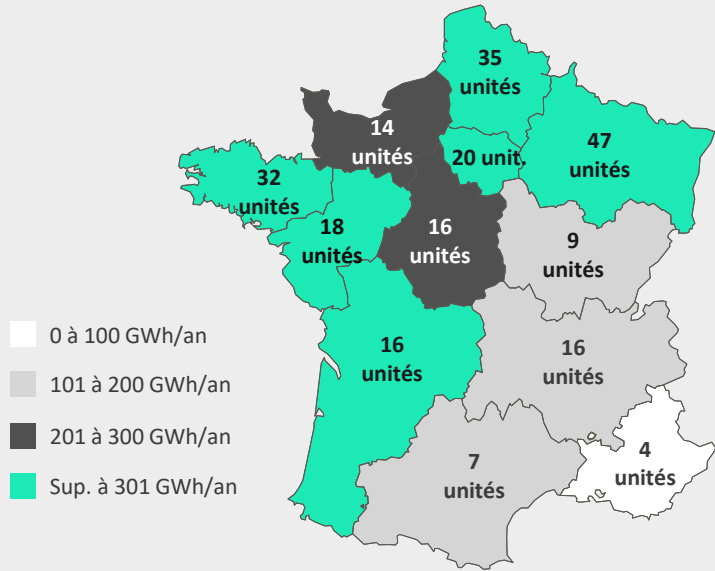 35
unités
14
unités
20 unit.
47
unités
32
unités
18
unités
16
unités
9
unités
16
unités
16
unités
7
unités
4
unités
0 à 100 GWh/an
101 à 200 GWh/an
201 à 300 GWh/an
Sup. à 301 GWh/an